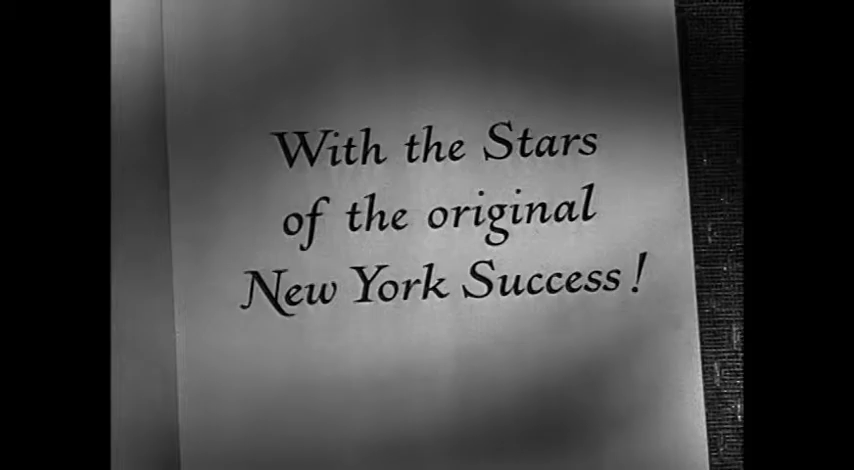 With the Stars
of the original
New York Success!